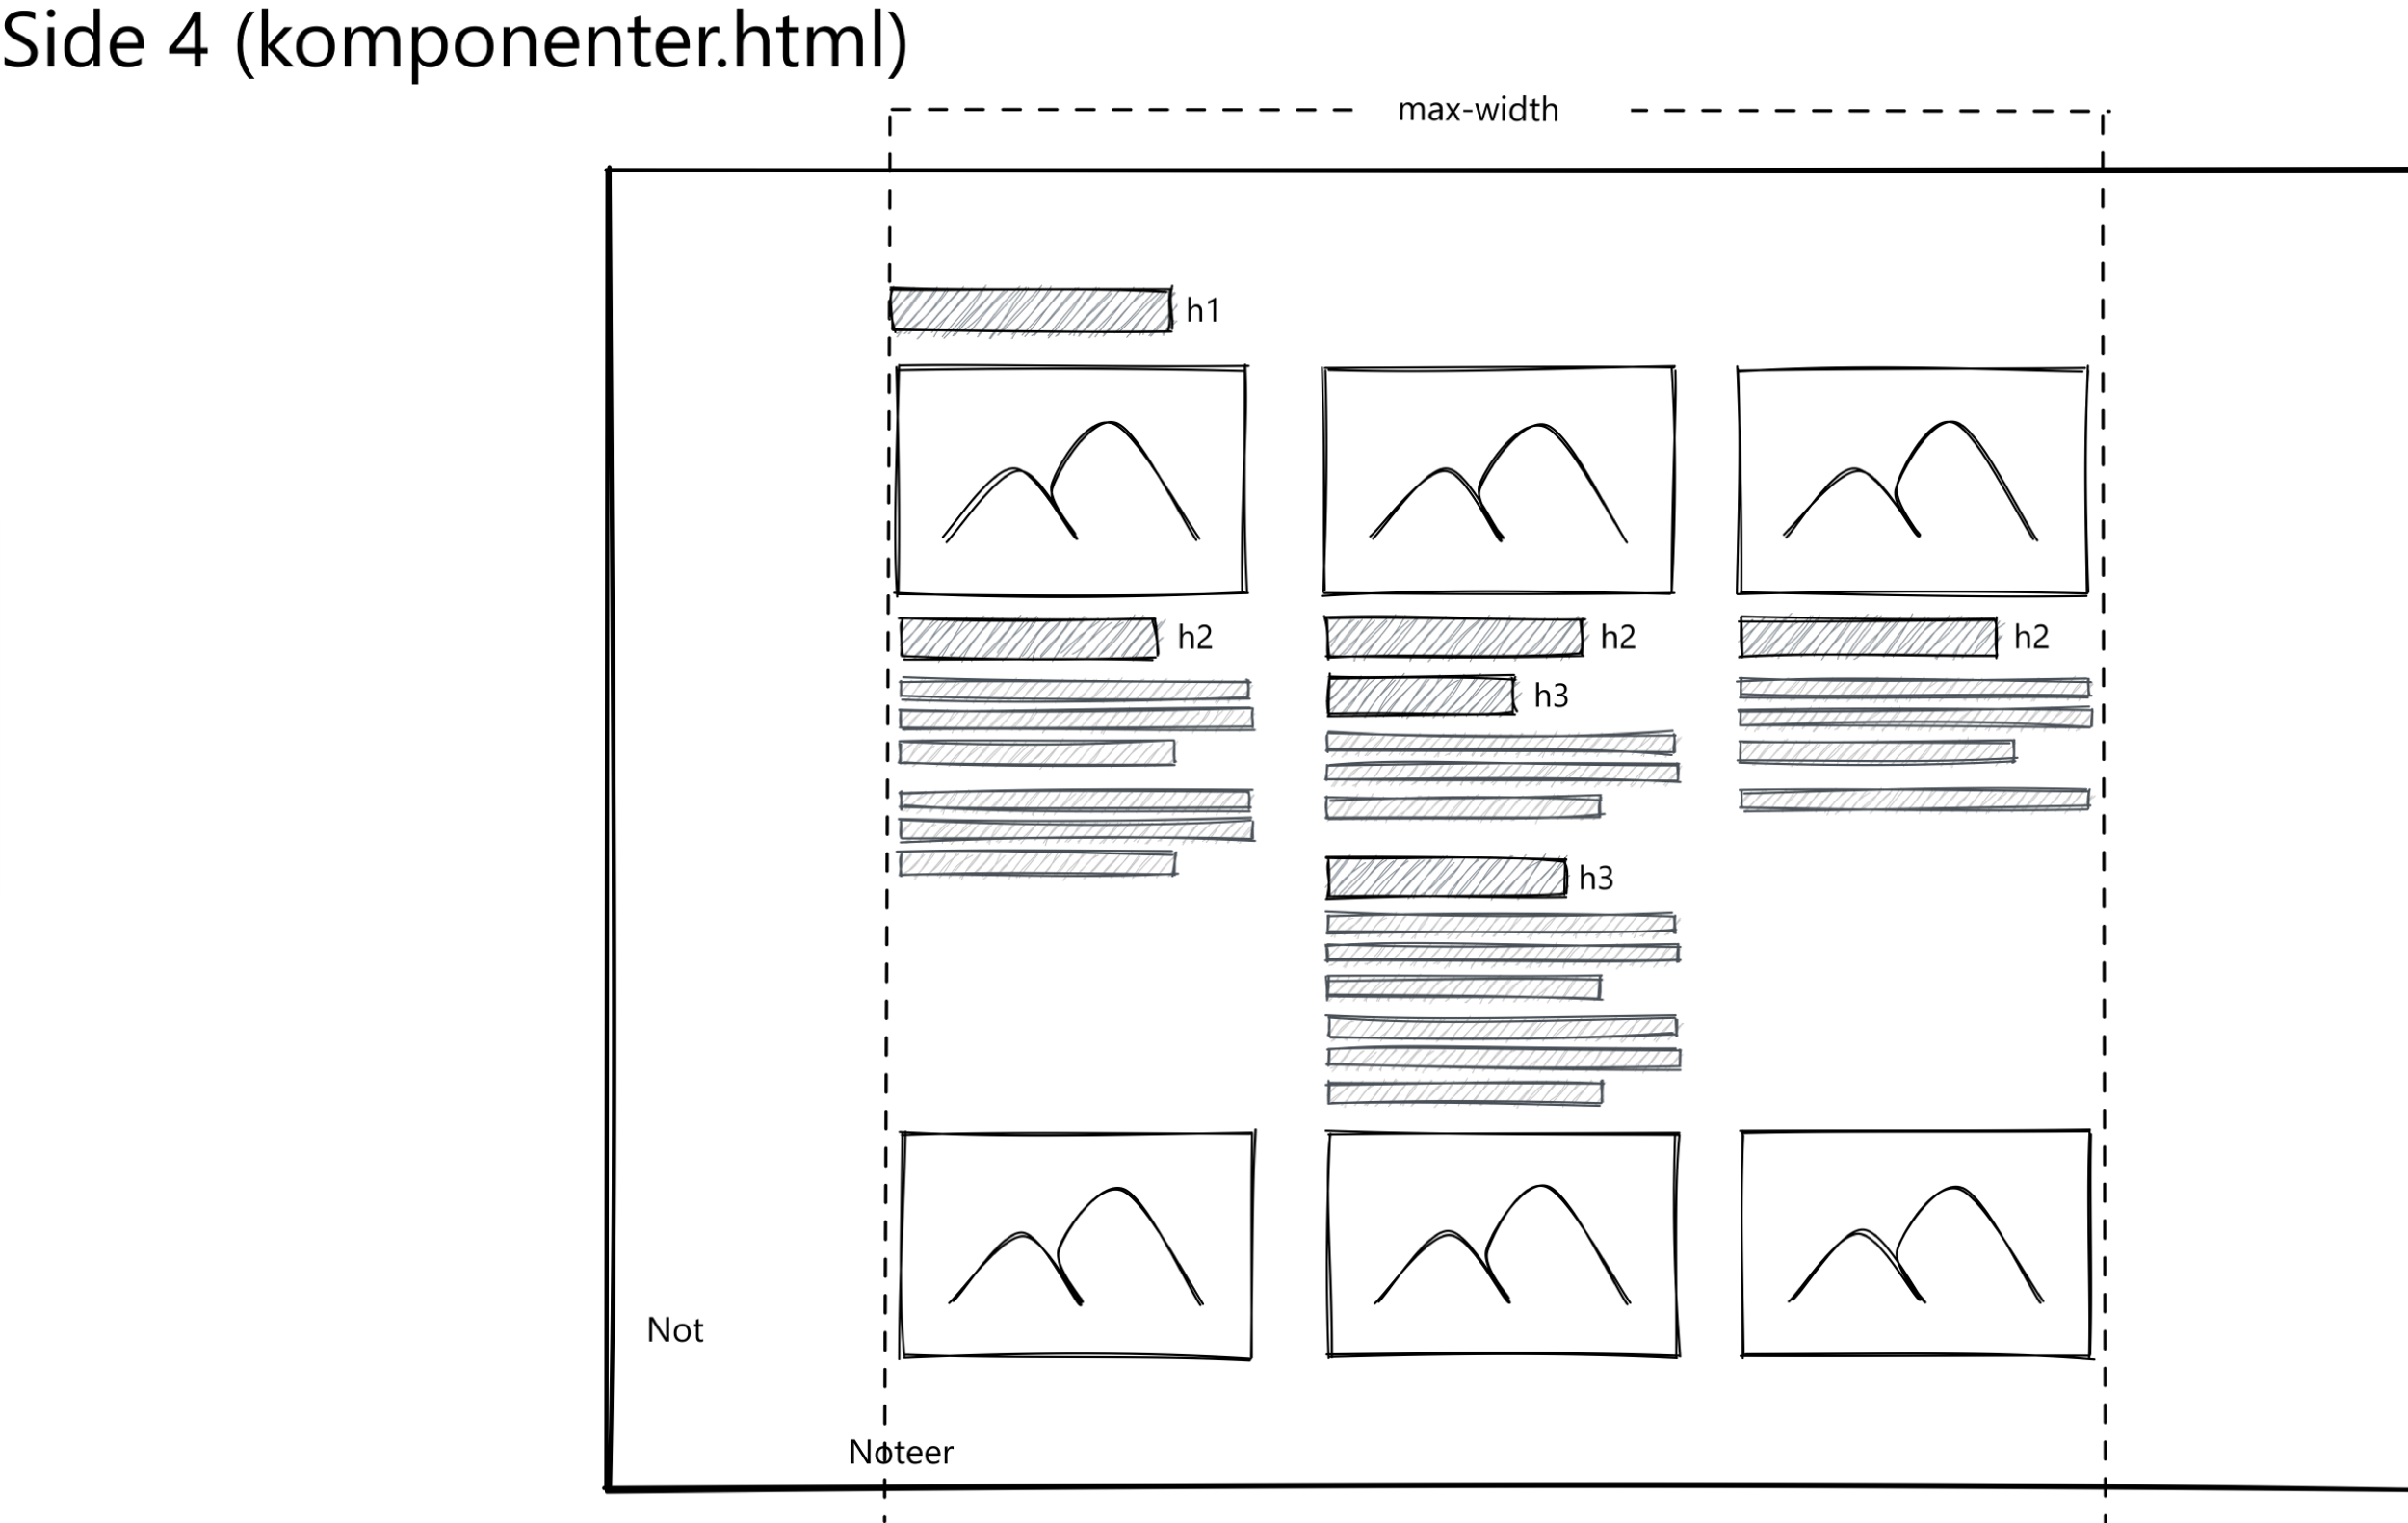 Side 4 (komponenter.html)
max-width
h1
h2
h2
h2
h3
h3
Not
Noteer